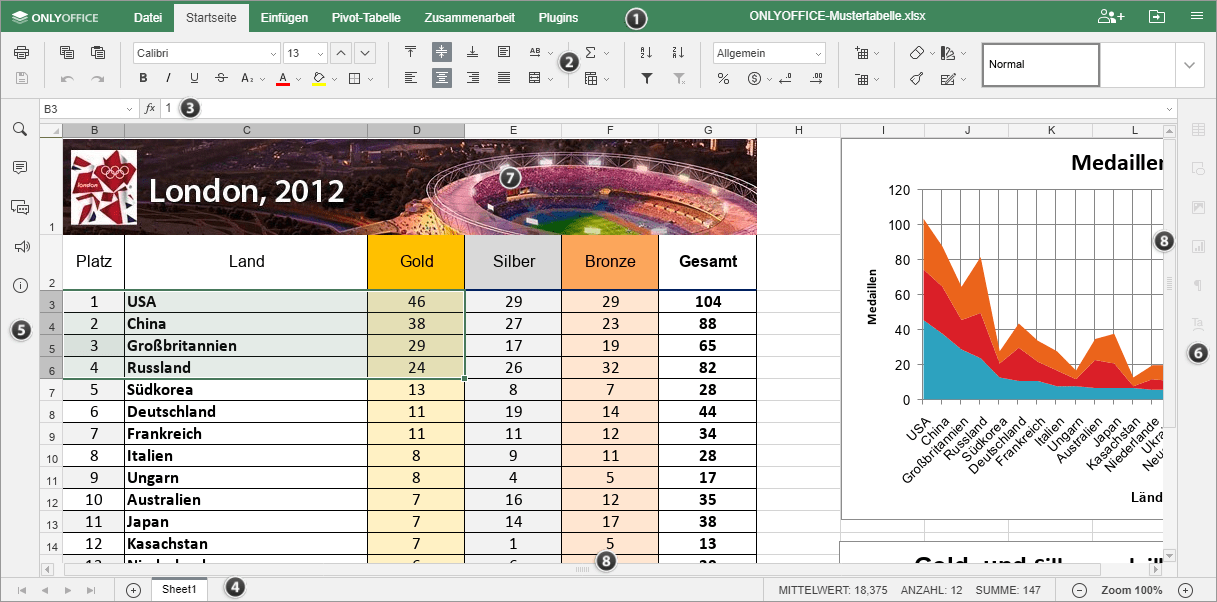 ONLYOFFICE Datei Startseite Einfügen Pivot-Tabelle Zusammenarbeit Plugins 1 ONLYOFFICE-Mustertabelle.xlsx
Calibri 13 2 Allgemein Normal
B3 fx 3 1
B C D E F G H I J K L
London, 2012 7
1
Platz Land Gold Silber Bronze Gesamt
2
3 1 USA 46 29 29 104
4 2 China 38 27 23 88
5 3 Großbritannien 29 17 19 65
6 4 Russland 24 26 32 82
7 5 Südkorea 13 8 7 28
8 6 Deutschland 11 19 14 44
9 7 Frankreich 11 11 12 34
10 8 Italien 8 9 11 28
11 9 Ungarn 8 4 5 17
12 10 Australien 7 16 12 35
13 11 Japan 7 14 17 38
14 12 Kasachstan 7 1 5 13
5
8
Medaillen
120
100
80
60
40
20
0
Medaillen
USA
China
Großbritannien
Russland
Südkorea
Deutschland
Frankreich
Italien
Ungarn
Australien
Japan
Kasachstan
Niederlande
Ukra
Neu
Länd
8
6
Sheet1 4 MITTELWERT: 18,375 ANZAHL: 12 SUMME: 147 Zoom 100%